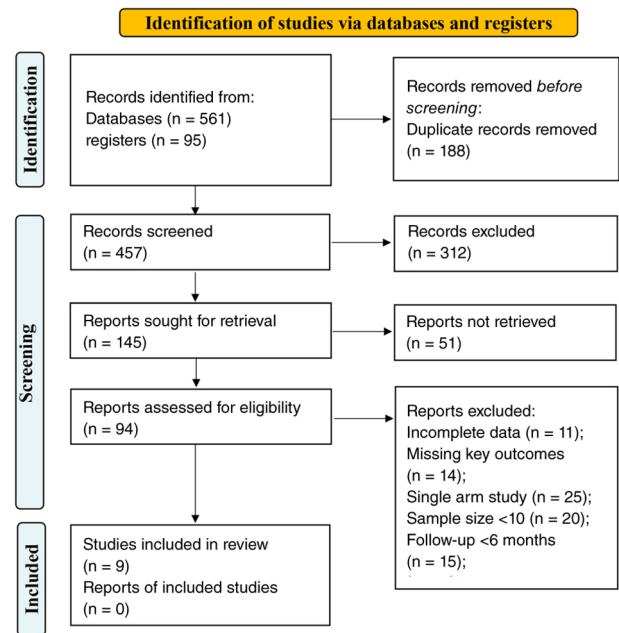 Identification of studies via databases and registers
Identification
Records identified from:
Databases (n = 561)
registers (n = 95)
Records removed before
screening:
Duplicate records removed
(n = 188)
Screening
Records screened
(n = 457)
Records excluded
(n = 312)
Reports sought for retrieval
(n = 145)
Reports not retrieved
(n = 51)
Reports assessed for eligibility
(n = 94)
Reports excluded:
Incomplete data (n = 11);
Missing key outcomes
(n = 14);
Single arm study (n = 25);
Sample size <10 (n = 20);
Follow-up <6 months
(n = 15);
Included
Studies included in review
(n = 9)
Reports of included studies
(n = 0)